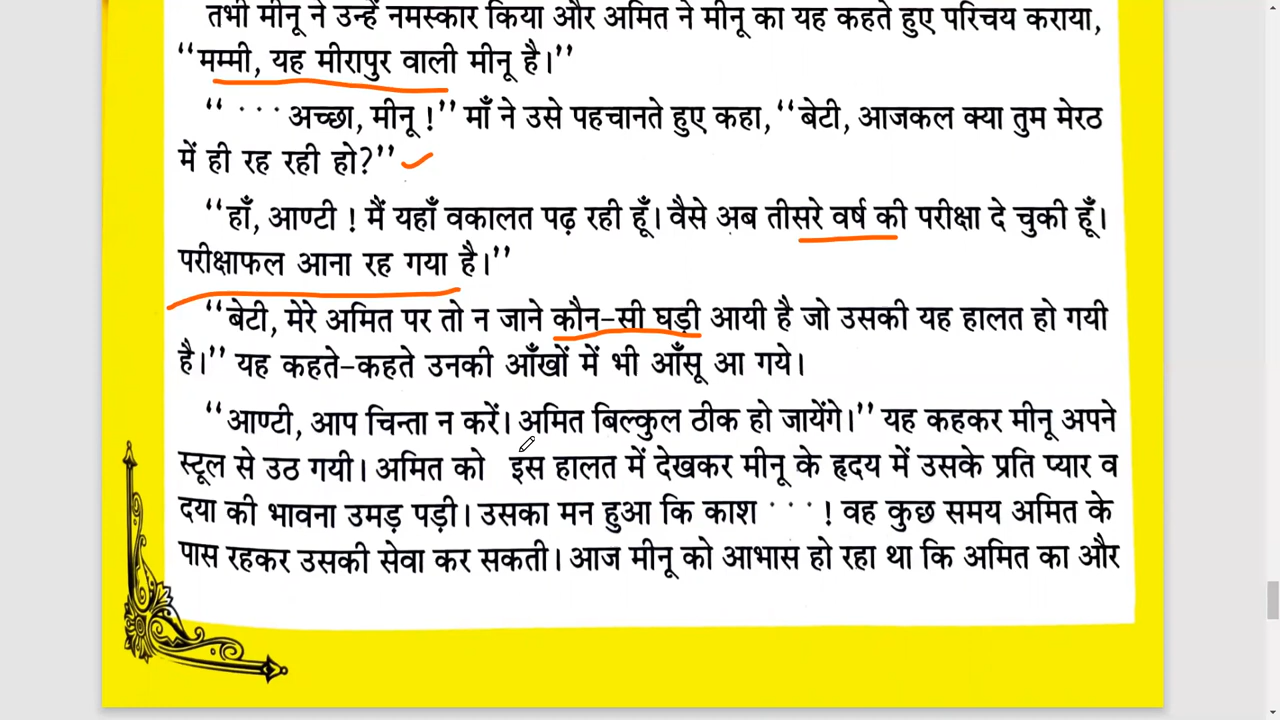 तभी मीनू ने उन्हें नमस्कार किया और अमित ने मीनू का यह कहते हुए परिचय कराया,
“मम्मी, यह मीरापुर वाली मीनू है।”
“ ··· अच्छा, मीनू !” माँ ने उसे पहचानते हुए कहा, “बेटी, आजकल क्या तुम मेरठ
में ही रह रही हो?”
“हाँ, आण्टी ! मैं यहाँ वकालत पढ़ रही हूँ। वैसे अब तीसरे वर्ष की परीक्षा दे चुकी हूँ।
परीक्षाफल आना रह गया है।”
“बेटी, मेरे अमित पर तो न जाने कौन-सी घड़ी आयी है जो उसकी यह हालत हो गयी
है।” यह कहते-कहते उनकी आँखों में भी आँसू आ गये।
“आण्टी, आप चिन्ता न करें। अमित बिल्कुल ठीक हो जायेंगे।” यह कहकर मीनू अपने
स्टूल से उठ गयी। अमित को इस हालत में देखकर मीनू के हृदय में उसके प्रति प्यार व
दया की भावना उमड़ पड़ी। उसका मन हुआ कि काश ··· ! वह कुछ समय अमित के
पास रहकर उसकी सेवा कर सकती। आज मीनू को आभास हो रहा था कि अमित का और